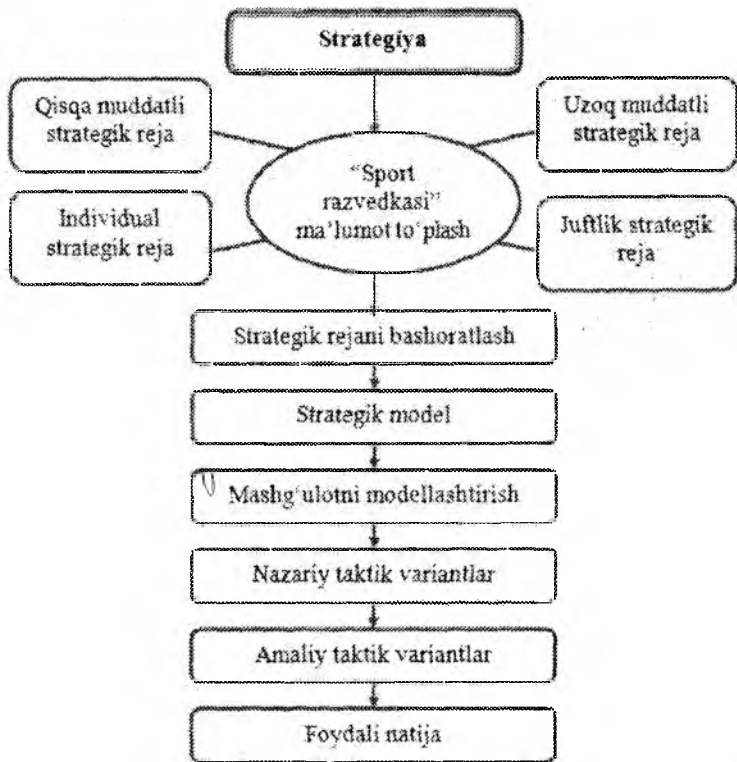 Strategiya
Qisqa muddatli
strategik reja
Uzoq muddatli
strategik reja
“Sport
razvedkasi”
ma’lumot to‘plash
Individual
strategik reja
Juftlik strategik
reja
Strategik rejani bashoratlash
Strategik model
Mashg‘ulotni modellashtirish
Nazariy taktik variantlar
Amaliy taktik variantlar
Foydali natija